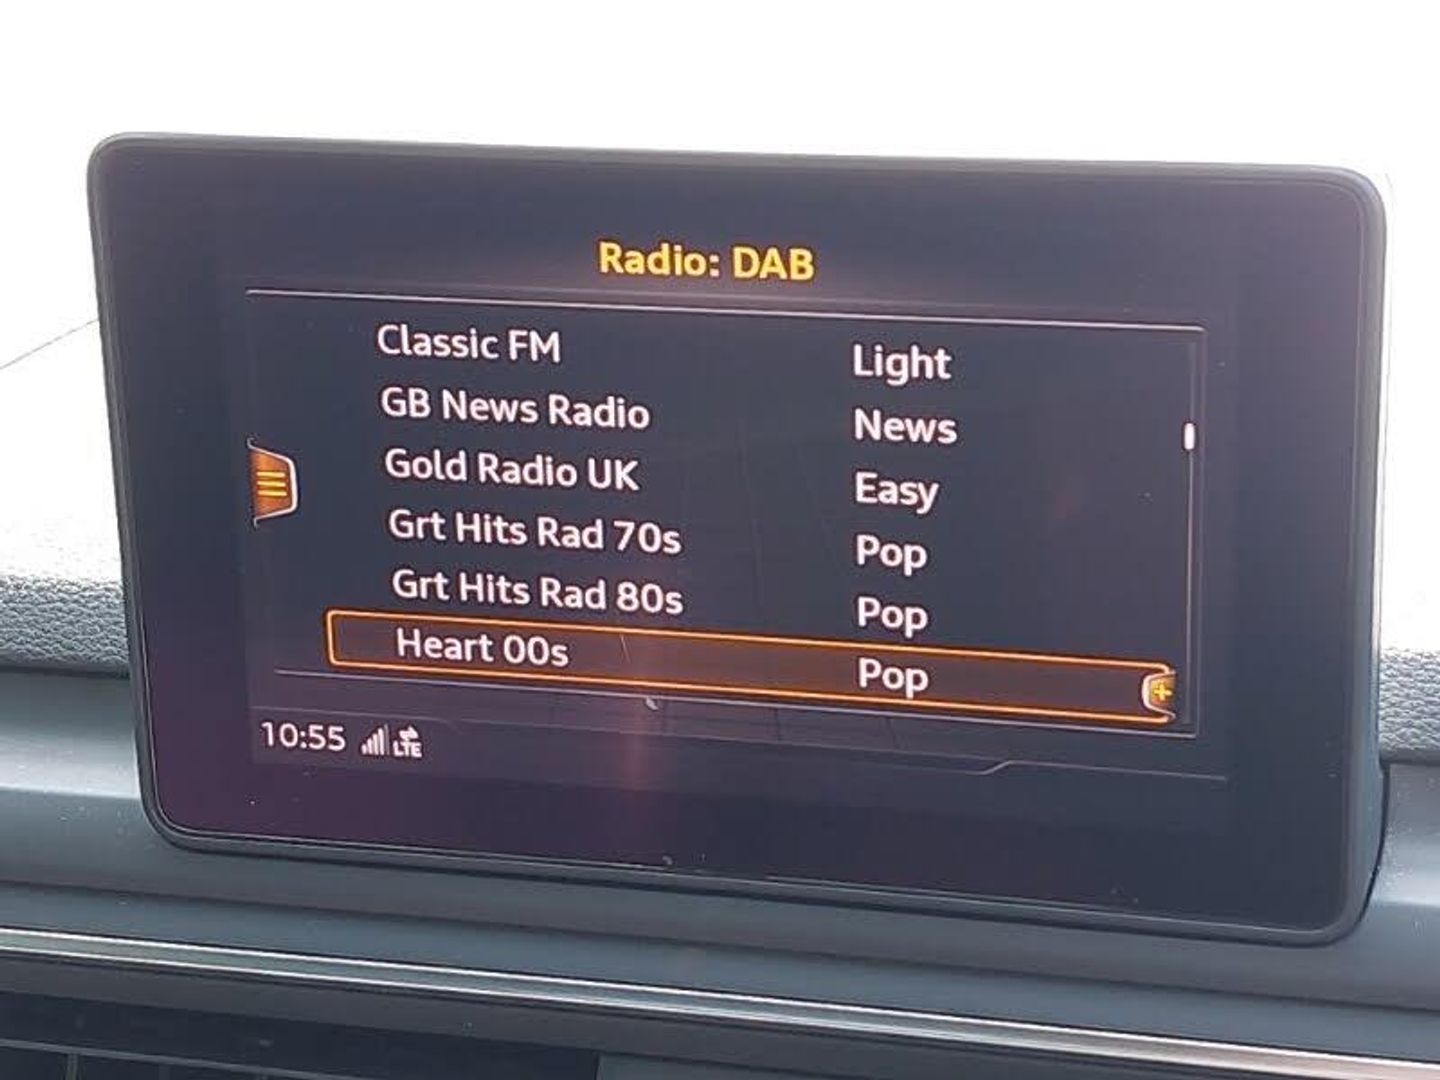 Radio: DAB
Classic FM Light
GB News Radio News
Gold Radio UK Easy
Grt Hits Rad 70s Pop
Grt Hits Rad 80s Pop
Heart 00s Pop
10:55 LTE